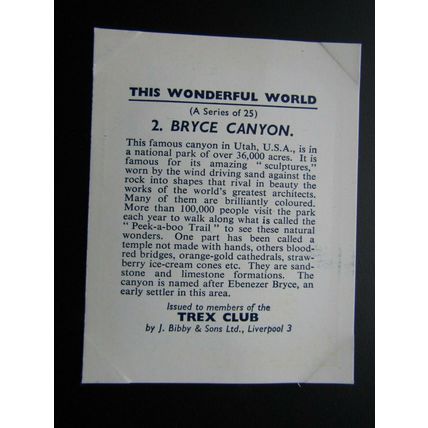 THIS WONDERFUL WORLD
(A Series of 25)
2. BRYCE CANYON.
This famous canyon in Utah, U.S.A., is in
a national park of over 36,000 acres. It is
famous for its amazing "sculptures,"
worn by the wind driving sand against the
rock into shapes that rival in beauty the
works of the world's greatest architects.
Many of them are brilliantly coloured.
More than 100,000 people visit the park
each year to walk along what is called the
"Peek-a-boo Trail" to see these natural
wonders. One part has been called a
temple not made with hands, others blood-
red bridges, orange-gold cathedrals, straw-
berry ice-cream cones etc. They are sand-
stone and limestone formations. The
canyon is named after Ebenezer Bryce, an
early settler in this area.
Issued to members of the
TREX CLUB
by J. Bibby & Sons Ltd., Liverpool 3